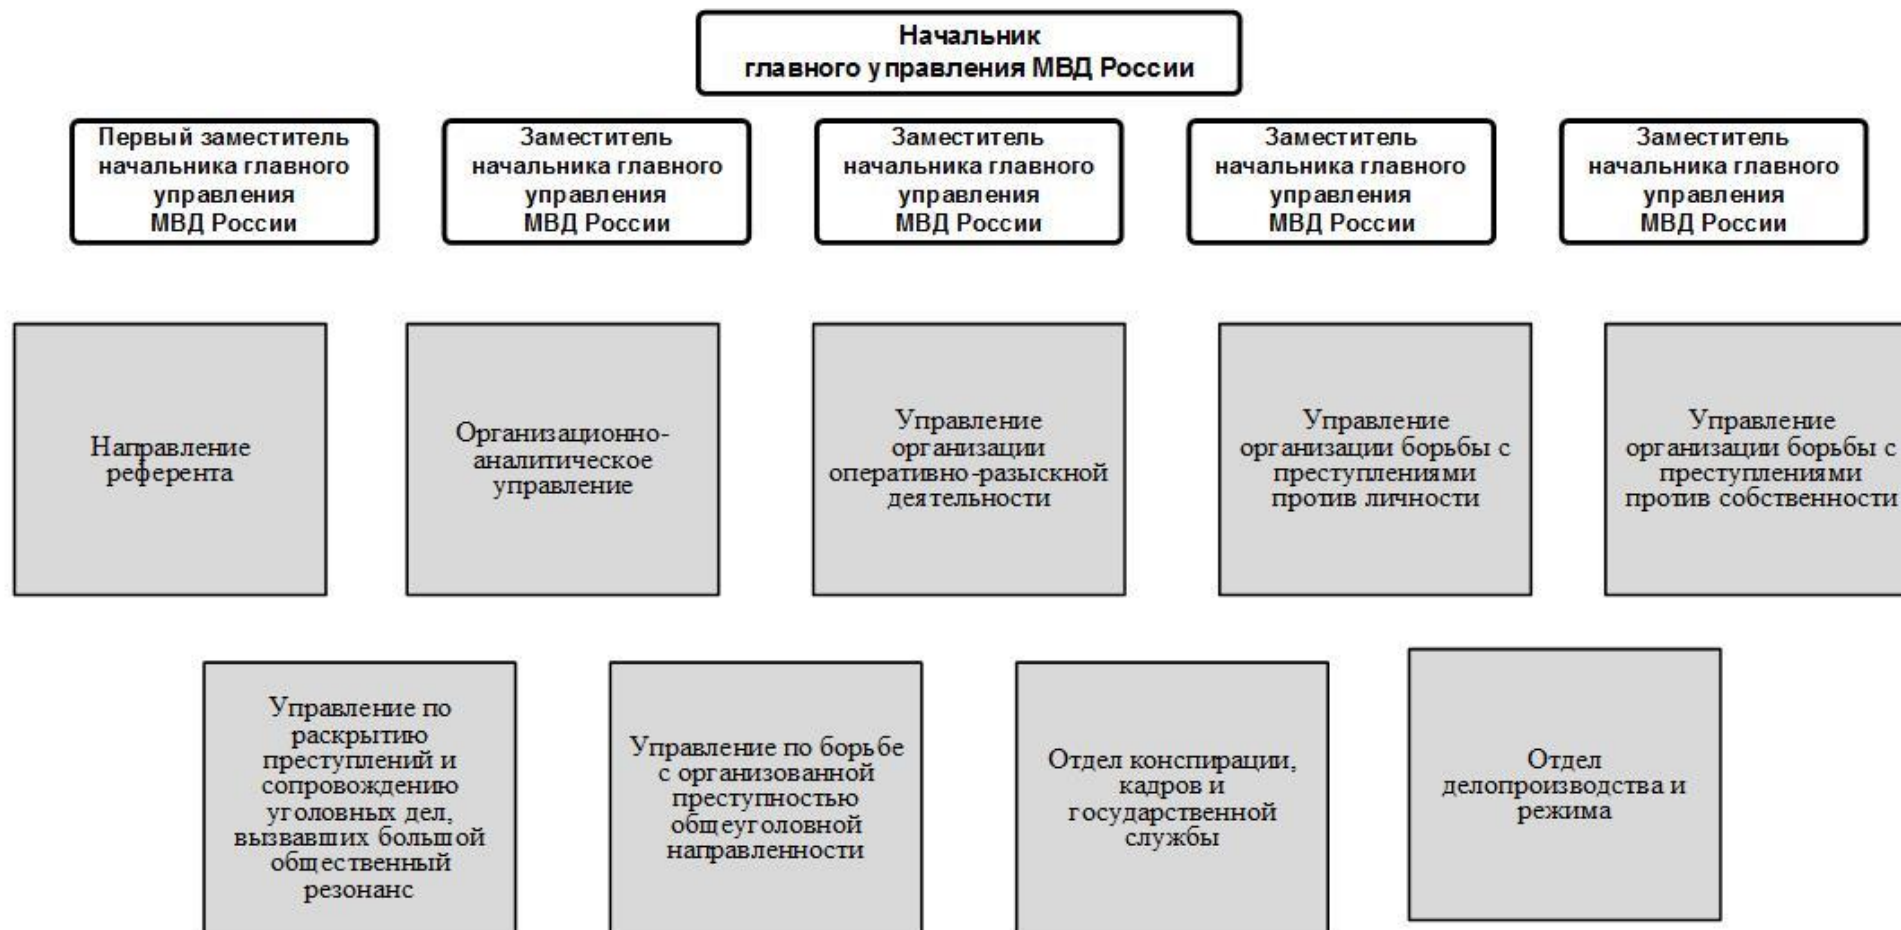 Начальник
главного управления МВД России
Первый заместитель
начальника главного
управления
МВД России
Заместитель
начальника главного
управления
МВД России
Заместитель
начальника главного
управления
МВД России
Заместитель
начальника главного
управления
МВД России
Заместитель
начальника главного
управления
МВД России
Направление
референта
Организационно-
аналитическое
управление
Управление
организации
оперативно-разыскной
деятельности
Управление
организации борьбы с
преступлениями
против личности
Управление
организации борьбы с
преступлениями
против собственности
Управление по
раскрытию
преступлений и
сопровождению
уголовных дел,
вызвавших большой
общественный
резонанс
Управление по борьбе
с организованной
преступностью
общеуголовной
направленности
Отдел конспирации,
кадров и
государственной
службы
Отдел
делопроизводства и
режима